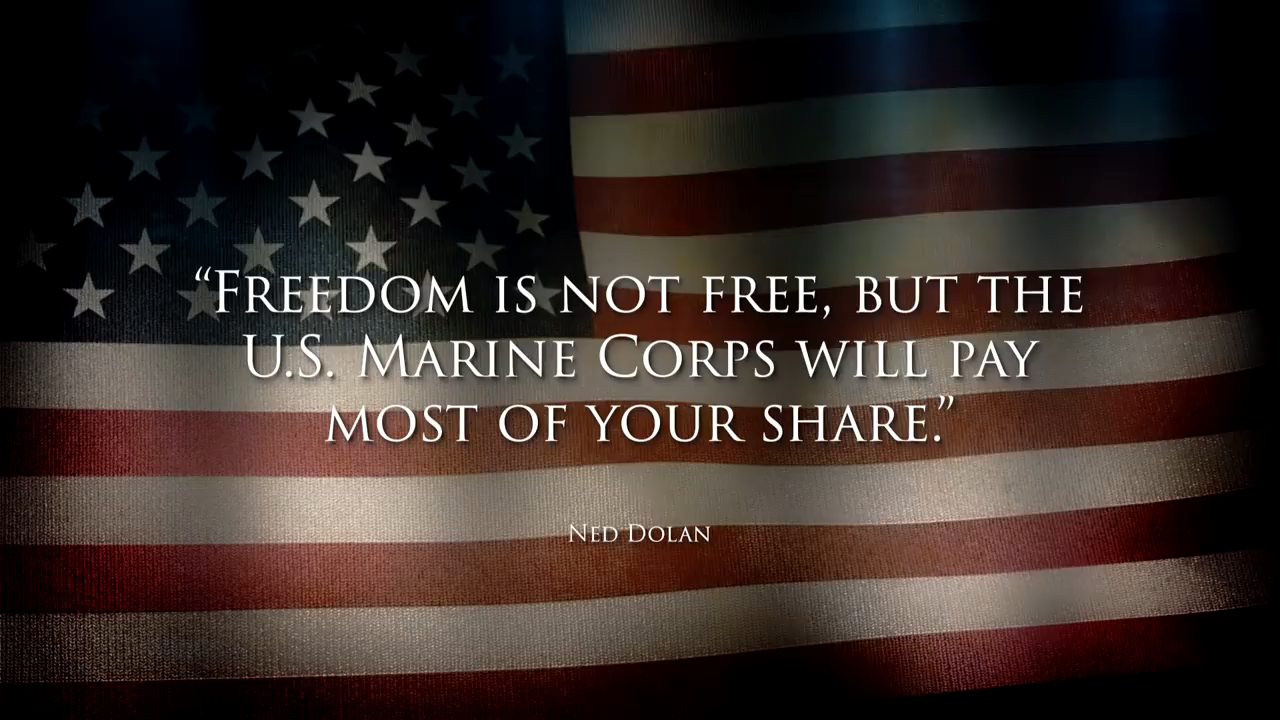 “Freedom is not free, but the
U.S. Marine Corps will pay
most of your share.”
Ned Dolan